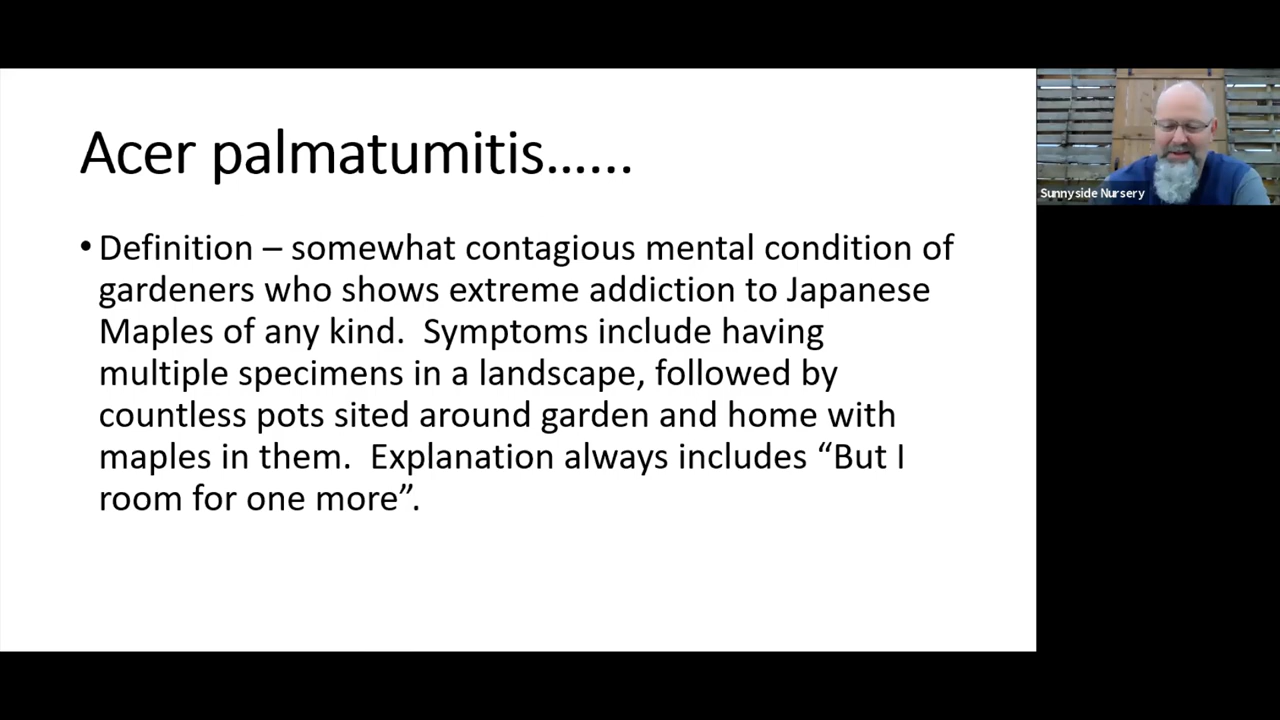 Acer palmatumitis......
Sunnyside Nursery
• Definition – somewhat contagious mental condition of
gardeners who shows extreme addiction to Japanese
Maples of any kind.  Symptoms include having
multiple specimens in a landscape, followed by
countless pots sited around garden and home with
maples in them.  Explanation always includes “But I
room for one more”.